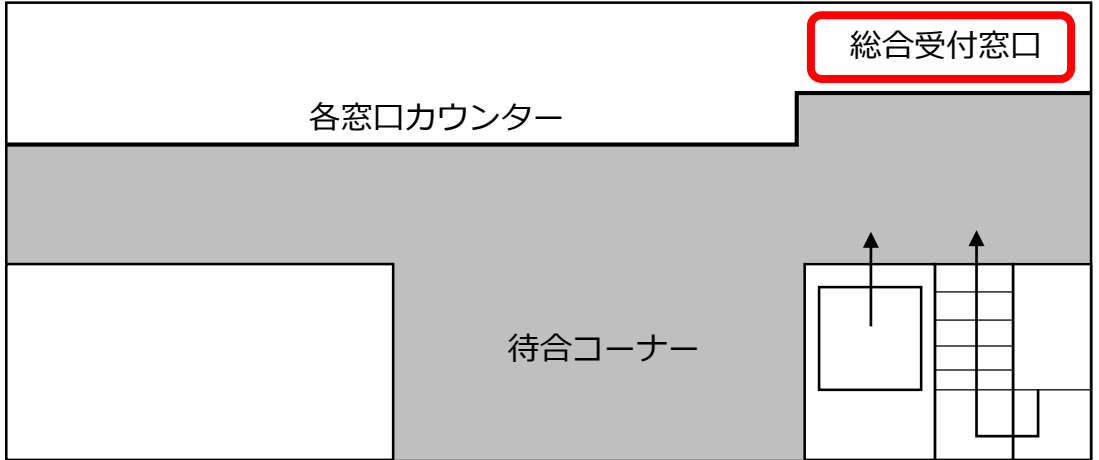 総合受付窓口
各窓口カウンター
待合コーナー